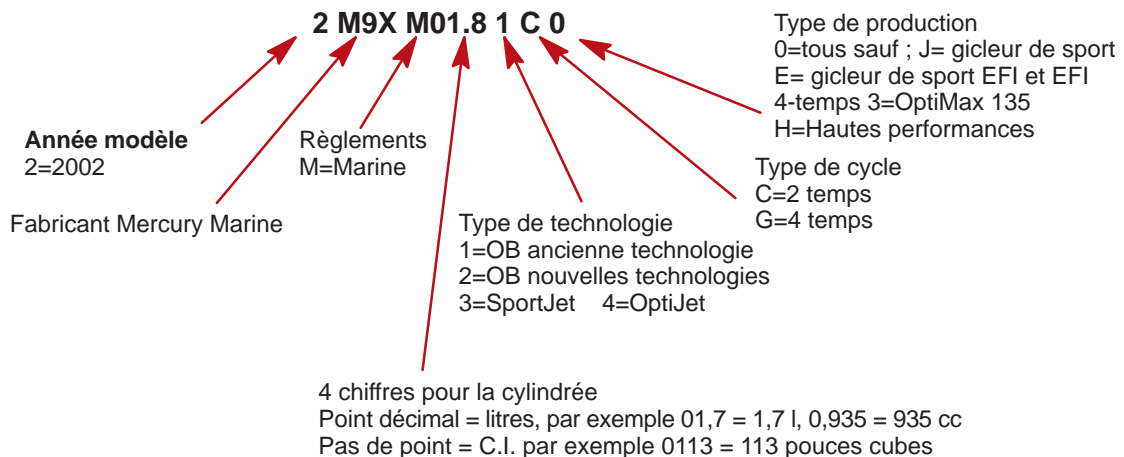 2 M9X M01.8 1 C 0
Type de production
0=tous sauf ; J= gicleur de sport
E= gicleur de sport EFI et EFI
4-temps 3=OptiMax 135
H=Hautes performances
Année modèle
2=2002
Règlements
M=Marine
Type de cycle
C=2 temps
G=4 temps
Fabricant Mercury Marine
Type de technologie
1=OB ancienne technologie
2=OB nouvelles technologies
3=SportJet 4=OptiJet
4 chiffres pour la cylindrée
Point décimal = litres, par exemple 01,7 = 1,7 l, 0,935 = 935 cc
Pas de point = C.I. par exemple 0113 = 113 pouces cubes